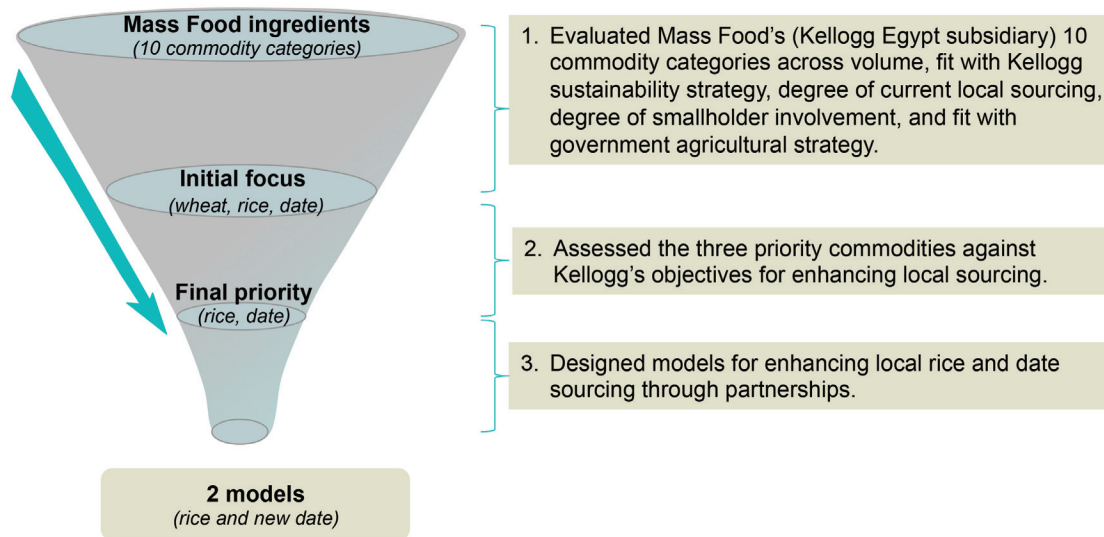 Mass Food ingredients
(10 commodity categories)
Initial focus
(wheat, rice, date)
Final priority
(rice, date)
2 models
(rice and new date)
1. Evaluated Mass Food's (Kellogg Egypt subsidiary) 10
commodity categories across volume, fit with Kellogg
sustainability strategy, degree of current local sourcing,
degree of smallholder involvement, and fit with
government agricultural strategy.
2. Assessed the three priority commodities against
Kellogg's objectives for enhancing local sourcing.
3. Designed models for enhancing local rice and date
sourcing through partnerships.